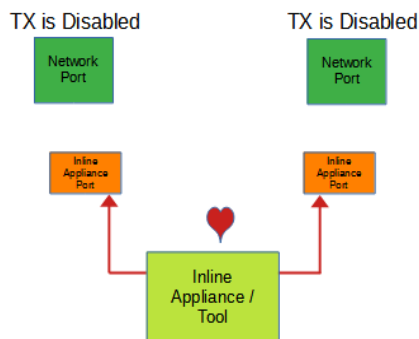 TX is Disabled
TX is Disabled
Network
Port
Network
Port
Inline
Appliance
Port
Inline
Appliance
Port
Inline
Appliance /
Tool